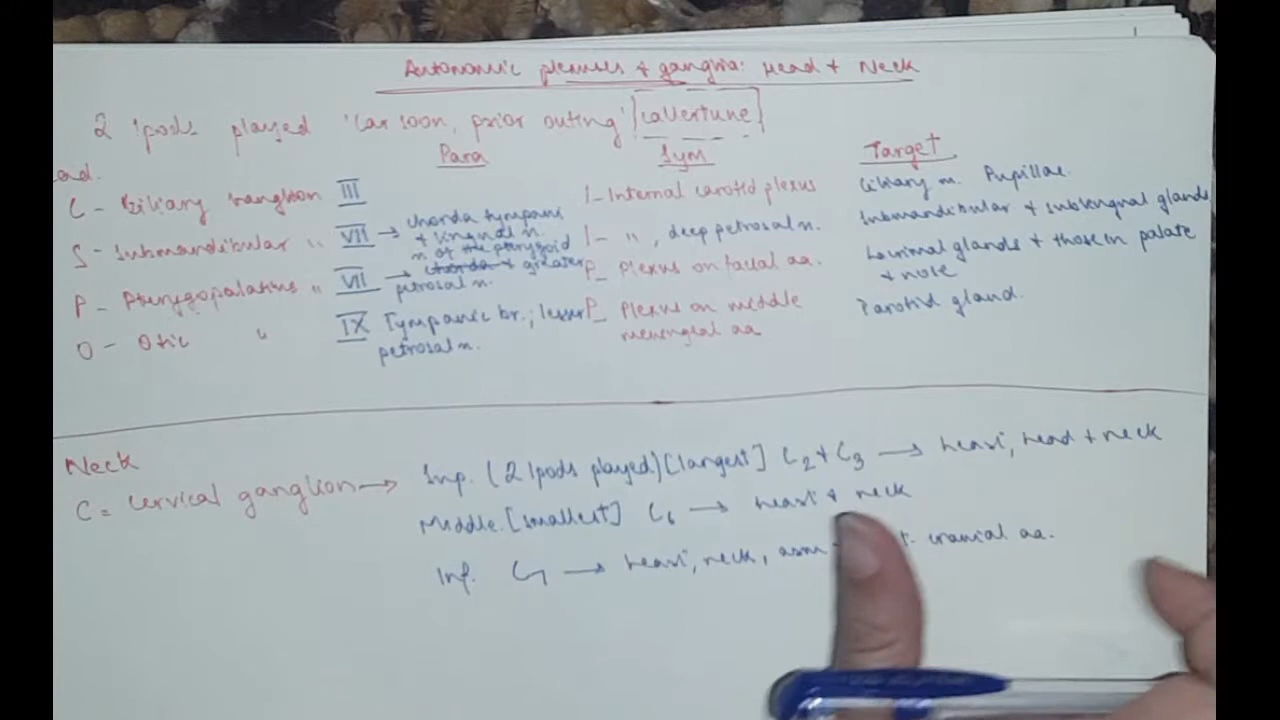 Autonomic plexuses & ganglia: Head + Neck
2 Ipods played 'Car soon, prior outing' [callertune]
ad. Para Sym Target
C - Ciliary Ganglion III I - Internal carotid plexus Ciliary m. Pupillae.
S - Submandibular " VII → chorda tympani & lingual n. I - ", deep petrosal n. Submandibular & sublingual glands
P - Pterygopalatine " VII → n of the pterygoid greater petrosal n. P - Plexus on facial aa. Lacrimal glands & those in palate & nose
O - Otic " IX Tympanic br.; lesser petrosal n. P - Plexus on middle meningeal aa Parotid gland.
Neck
C = Cervical ganglion → Sup. (2 Ipods played) [largest] C2 + C3 → heart, head + neck
Middle. [smallest] C6 → heart & neck
Inf. C7 → heart, neck, arm cranial aa.